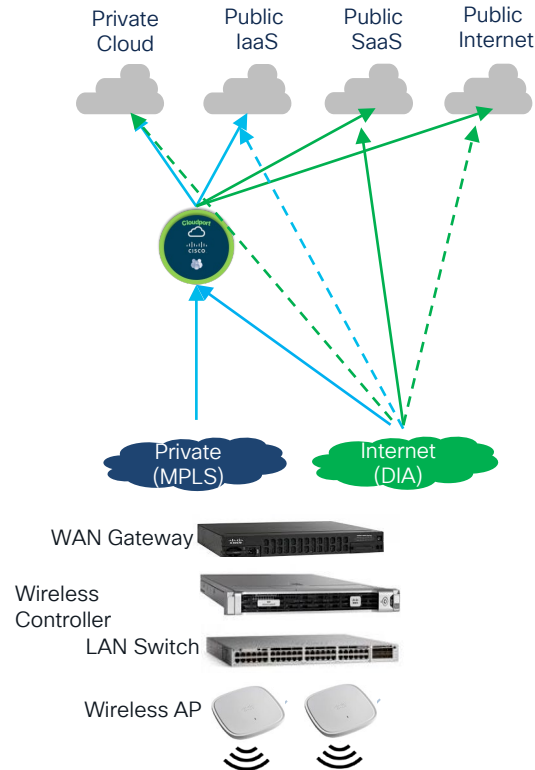 Private
Cloud
Public
IaaS
Public
SaaS
Public
Internet
Cloudport
CISCO
Private
(MPLS)
Internet
(DIA)
WAN Gateway
Wireless
Controller
LAN Switch
Wireless AP